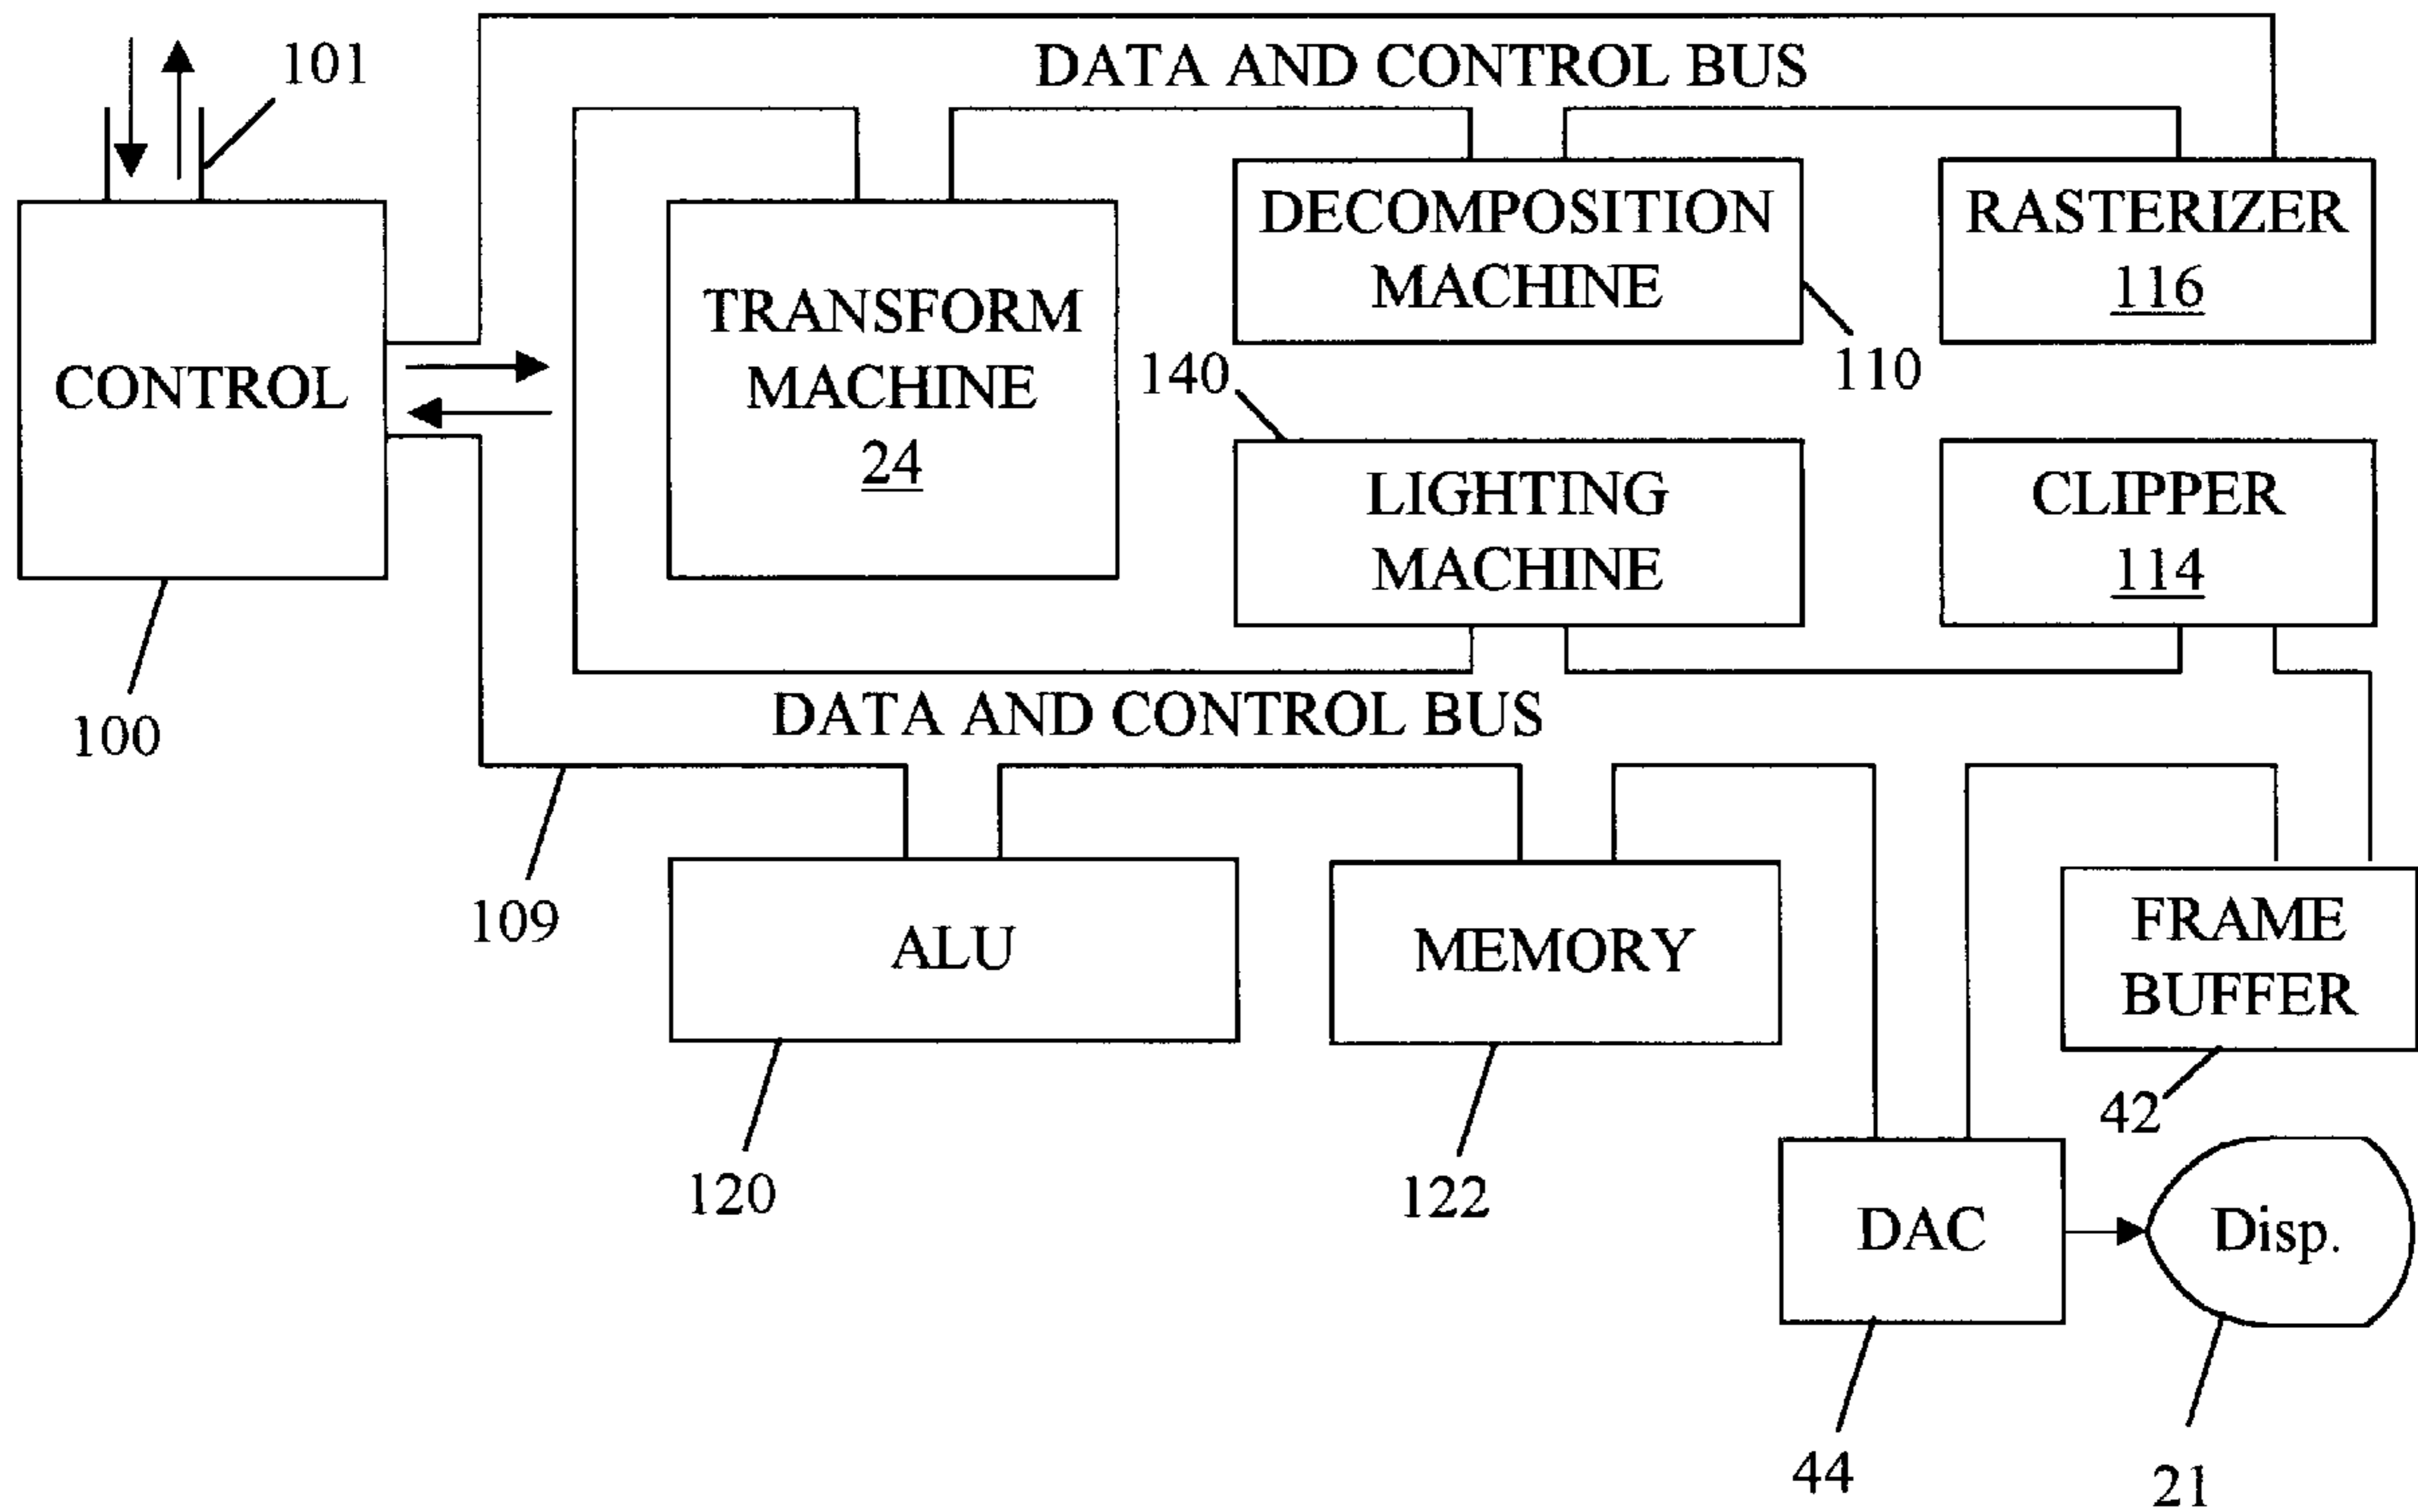 101
DATA AND CONTROL BUS
CONTROL
100
TRANSFORM
MACHINE
24
DECOMPOSITION
MACHINE
110
RASTERIZER
116
140
LIGHTING
MACHINE
CLIPPER
114
DATA AND CONTROL BUS
109
ALU
120
MEMORY
122
FRAME
BUFFER
42
DAC
44
Disp.
21